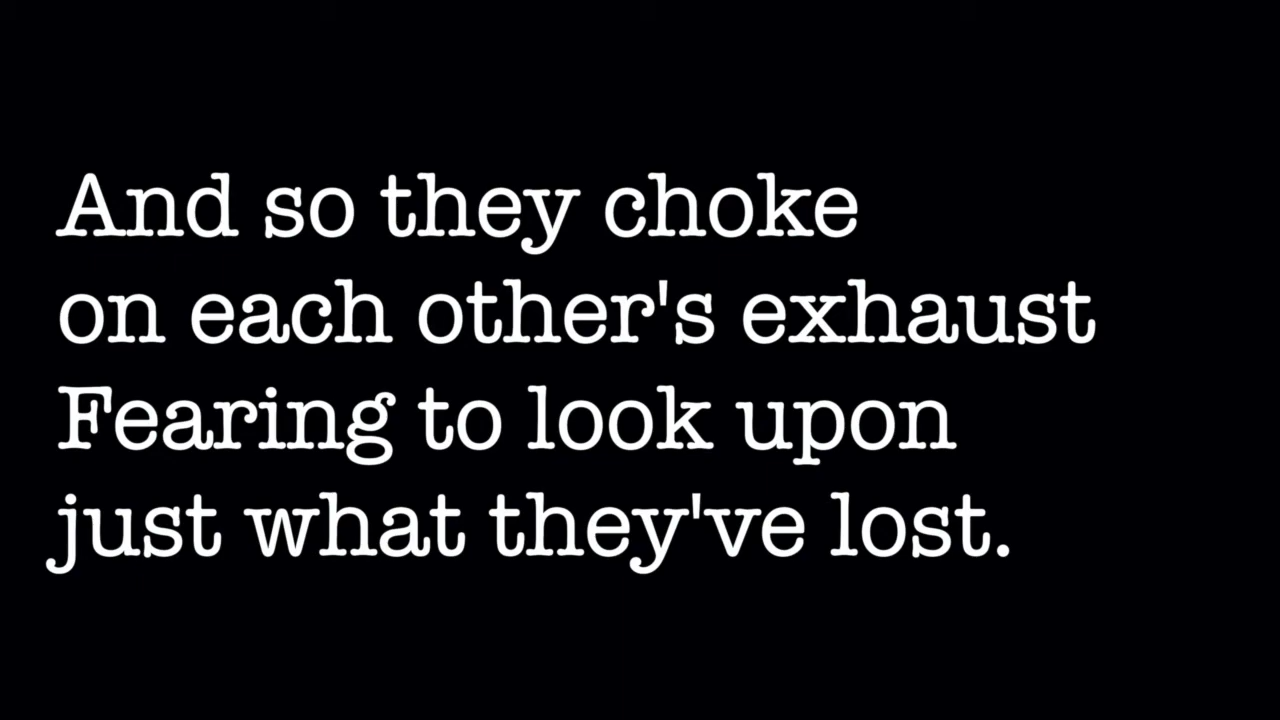 And so they choke
on each other's exhaust
Fearing to look upon
just what they've lost.